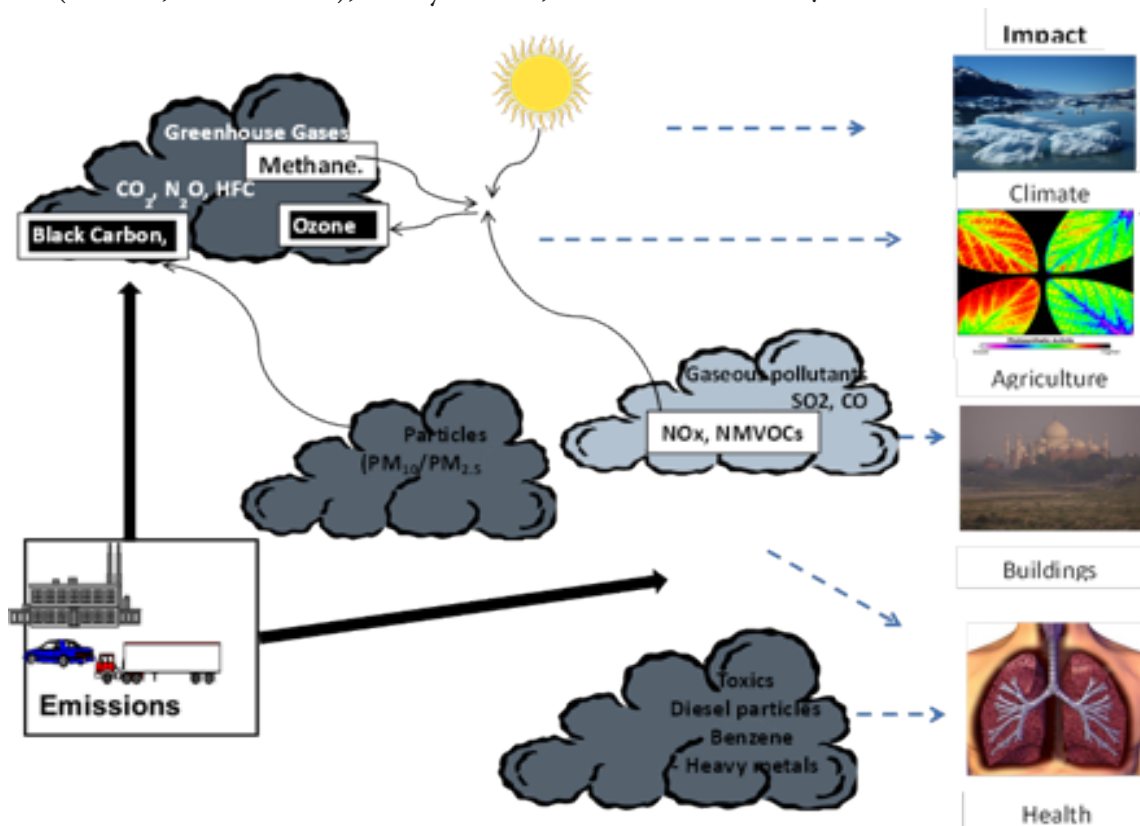 Impact
Greenhouse Gases
Methane.
CO2, N2O, HFC
Black Carbon,
Ozone
Climate
Gaseous pollutants
SO2, CO
NOx, NMVOCs
Agriculture
Particles
(PM10/PM2.5
Buildings
Emissions
Toxics
Diesel particles
Benzene
- Heavy metals
Health